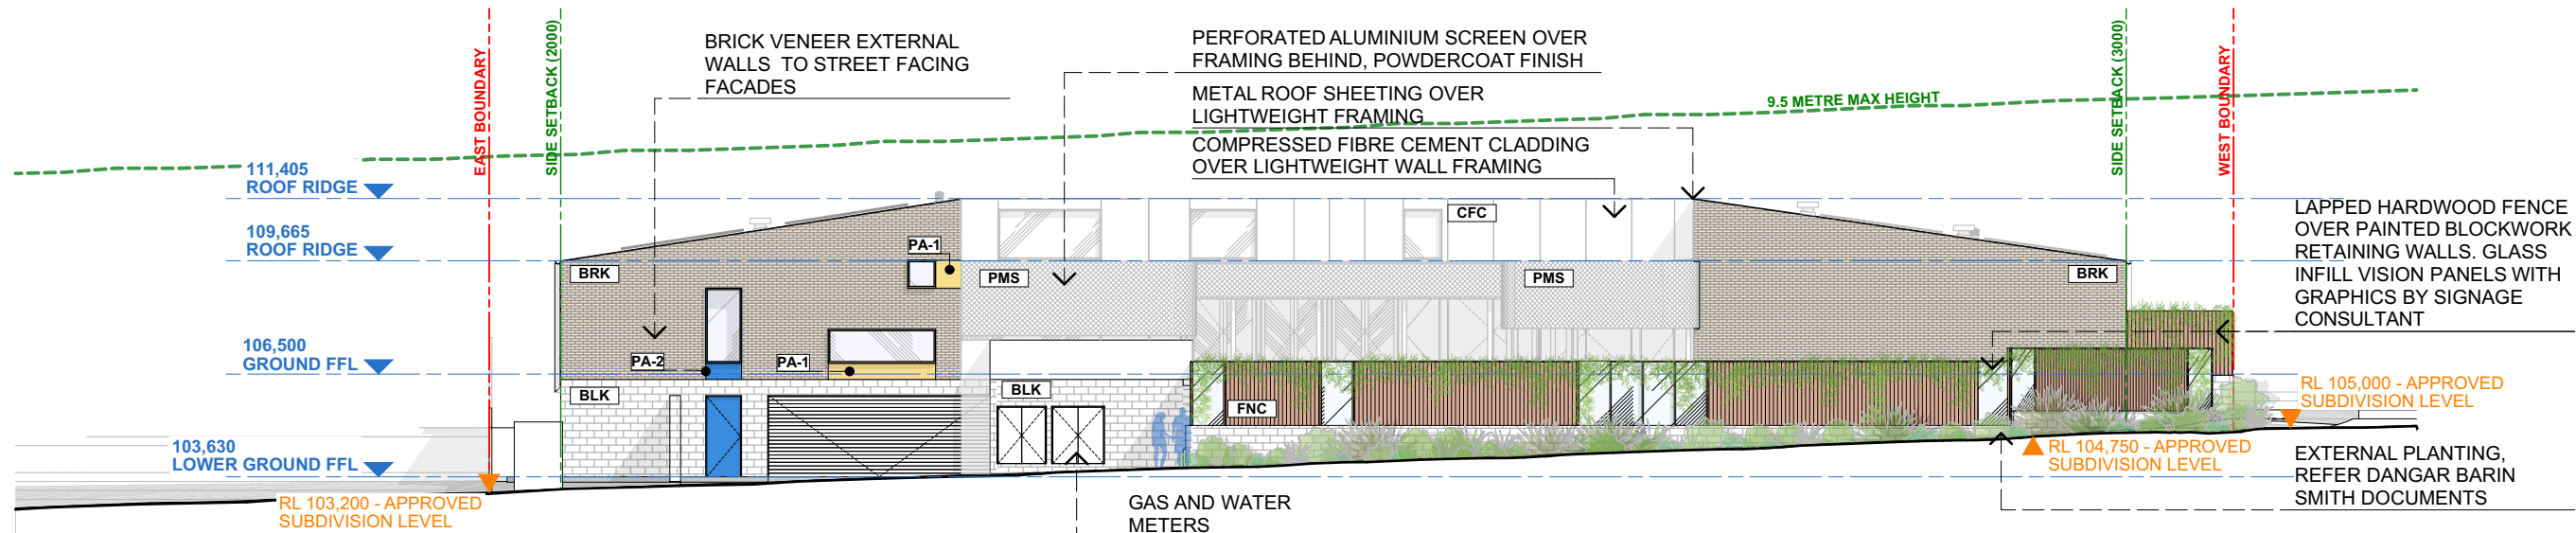 EAST BOUNDARY
SIDE SETBACK (2000)
BRICK VENEER EXTERNAL
WALLS TO STREET FACING
FACADES
PERFORATED ALUMINIUM SCREEN OVER
FRAMING BEHIND, POWDERCOAT FINISH
METAL ROOF SHEETING OVER
LIGHTWEIGHT FRAMING
COMPRESSED FIBRE CEMENT CLADDING
OVER LIGHTWEIGHT WALL FRAMING
9.5 METRE MAX HEIGHT
SIDE SETBACK (3000)
WEST BOUNDARY
111,405
ROOF RIDGE
109,665
ROOF RIDGE
106,500
GROUND FFL
103,630
LOWER GROUND FFL
RL 103,200 - APPROVED
SUBDIVISION LEVEL
BRK
PA-1
PMS
CFC
PMS
BRK
PA-2
PA-1
BLK
BLK
FNC
LAPPED HARDWOOD FENCE
OVER PAINTED BLOCKWORK
RETAINING WALLS. GLASS
INFILL VISION PANELS WITH
GRAPHICS BY SIGNAGE
CONSULTANT
RL 105,000 - APPROVED
SUBDIVISION LEVEL
RL 104,750 - APPROVED
SUBDIVISION LEVEL
EXTERNAL PLANTING,
REFER DANGAR BARIN
SMITH DOCUMENTS
GAS AND WATER
METERS